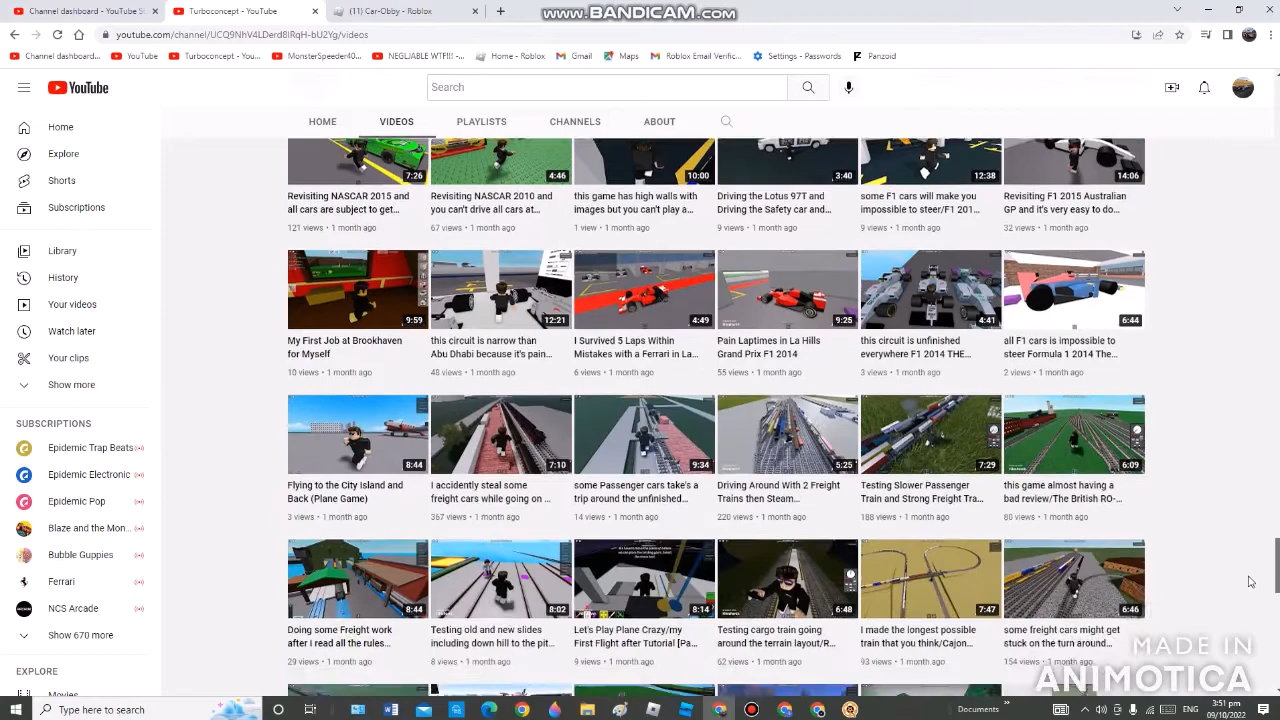 Channel dashboard - YouTube S
Turboconcept - YouTube
(11) Car-Obby - Roblox
www.BANDICAM.com
youtube.com/channel/UCQ9NhV4LDerd8IRqH-bU2Yg/videos
Channel dashboard...
YouTube
Turboconcept - You...
MonsterSpeeder40...
NEGLIABLE WTF!!! -...
Home - Roblox
Gmail
Maps
Roblox Email Verific...
Settings - Passwords
Panzoid
YouTube
Search
HOME
VIDEOS
PLAYLISTS
CHANNELS
ABOUT
Home
Explore
Shorts
Subscriptions
Library
History
Your videos
Watch later
Your clips
Show more
SUBSCRIPTIONS
Epidemic Trap Beats
Epidemic Electronic
Epidemic Pop
Blaze and the Mon...
Bubble Guppies
Ferrari
NCS Arcade
Show 670 more
EXPLORE
Movies
7:26
4:46
10:00
3:40
12:38
14:06
Revisiting NASCAR 2015 and all cars are subject to get...
121 views • 1 month ago
Revisiting NASCAR 2010 and you can't drive all cars at...
67 views • 1 month ago
this game has high walls with images but you can't play a...
1 view • 1 month ago
Driving the Lotus 97T and Driving the Safety car and...
9 views • 1 month ago
some F1 cars will make you impossible to steer/F1 201...
9 views • 1 month ago
Revisiting F1 2015 Australian GP and it's very easy to do...
32 views • 1 month ago
9:59
12:21
4:49
9:25
4:41
6:44
My First Job at Brookhaven for Myself
10 views • 1 month ago
this circuit is narrow than Abu Dhabi because it's pain...
48 views • 1 month ago
I Survived 5 Laps Within Mistakes with a Ferrari in La...
6 views • 1 month ago
Pain Laptimes in La Hills Grand Prix F1 2014
55 views • 1 month ago
this circuit is unfinished everywhere F1 2014 THE...
3 views • 1 month ago
all F1 cars is impossible to steer Formula 1 2014 The...
2 views • 1 month ago
8:44
7:10
9:34
5:25
7:29
6:09
Flying to the City Island and Back (Plane Game)
3 views • 1 month ago
I accidently steal some freight cars while going on ...
367 views • 1 month ago
some Passenger cars take's a trip around the unfinished...
14 views • 1 month ago
Driving Around With 2 Freight Trains then Steam...
220 views • 1 month ago
Testing Slower Passenger Train and Strong Freight Tra...
188 views • 1 month ago
this game almost having a bad review/The British RO-...
80 views • 1 month ago
8:44
8:02
8:14
6:48
7:47
6:46
Doing some Freight work after I read all the rules...
29 views • 1 month ago
Testing old and new slides including down hill to the pit...
8 views • 1 month ago
Let's Play Plane Crazy/my First Flight after Tutorial [Pa...
9 views • 1 month ago
Testing cargo train going around the terrain layout/R...
62 views • 1 month ago
I made the longest possible train that you think/Cajon...
93 views • 1 month ago
some freight cars might get stuck on the turn around...
154 views • 1 month ago
MADE IN
ANIMOTICA
Type here to search
Documents
3:51 pm
09/10/2022